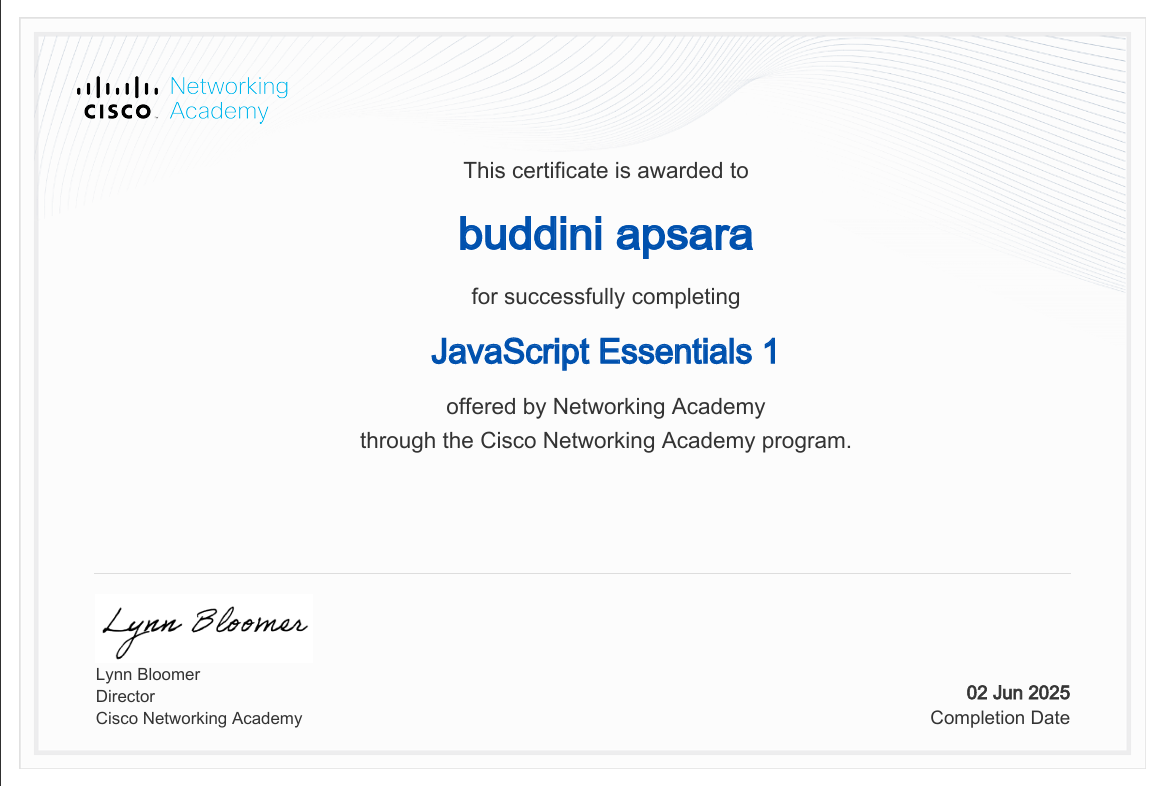 Networking
CISCO Academy
This certificate is awarded to
buddini apsara
for successfully completing
JavaScript Essentials 1
offered by Networking Academy
through the Cisco Networking Academy program.
Lynn Bloomer
Lynn Bloomer
Director
Cisco Networking Academy
02 Jun 2025
Completion Date